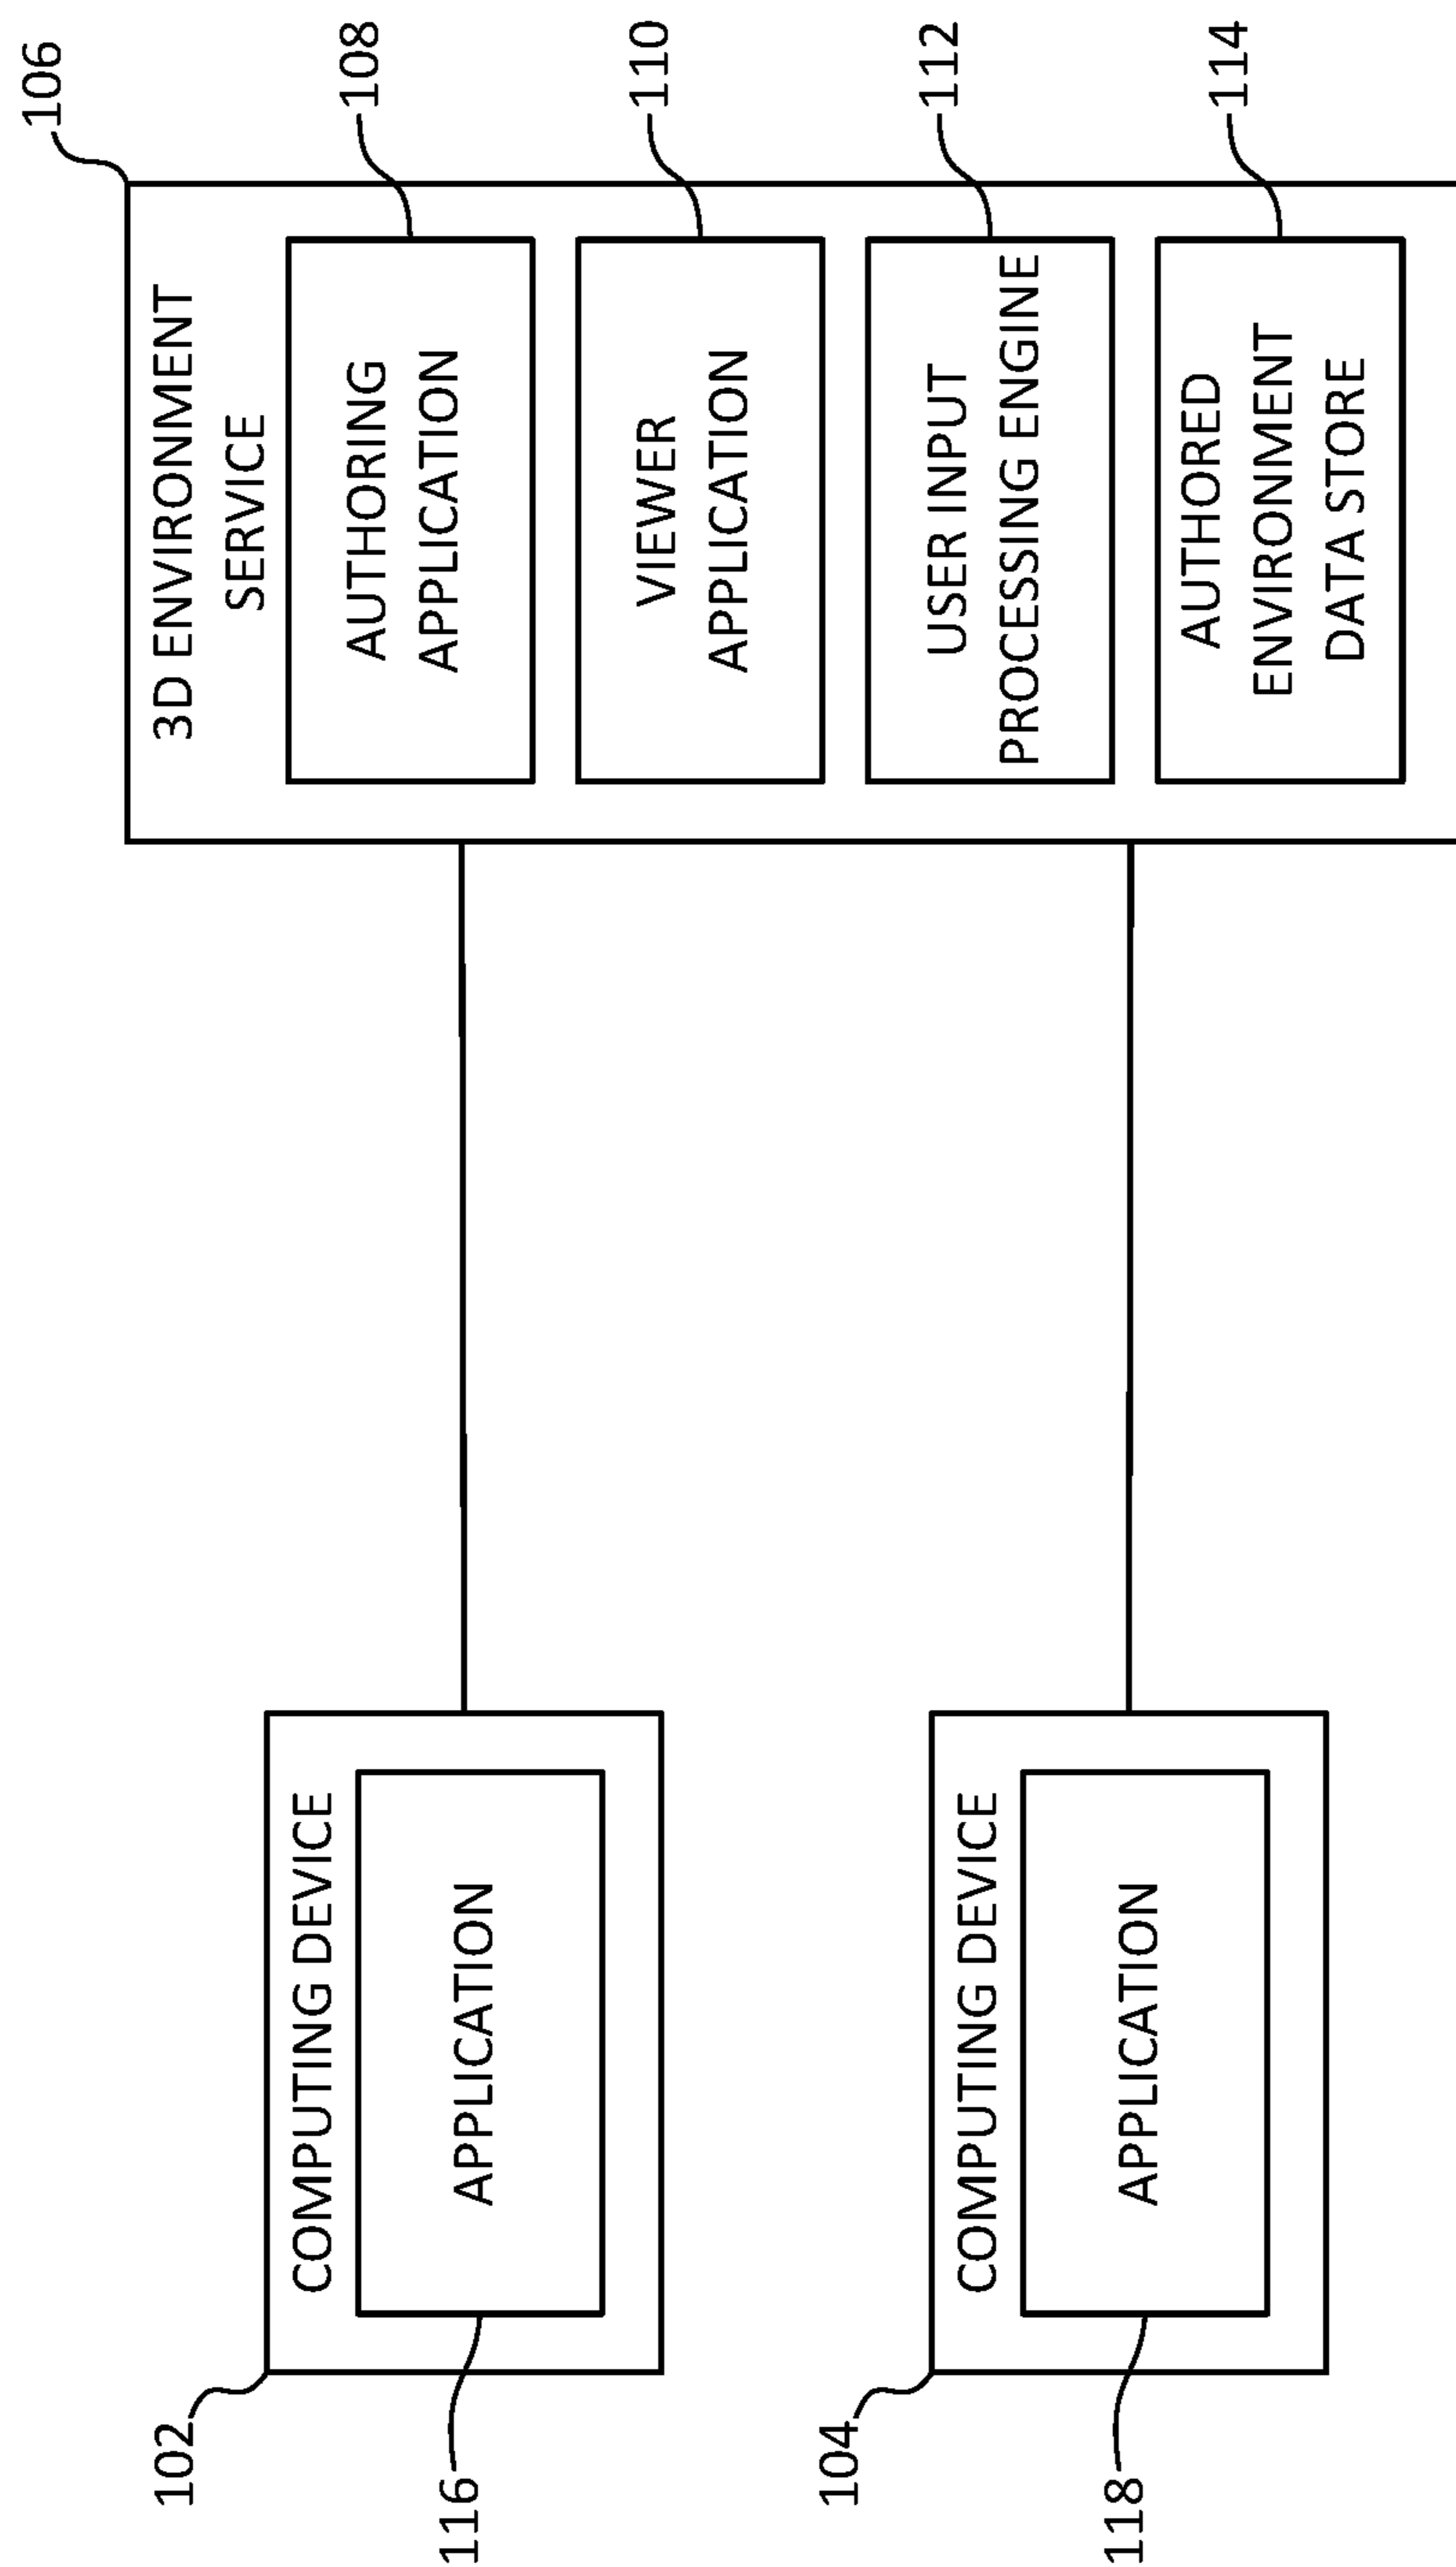 102
COMPUTING DEVICE
APPLICATION
116
104
COMPUTING DEVICE
APPLICATION
118
106
3D ENVIRONMENT
SERVICE
AUTHORING
APPLICATION
108
VIEWER
APPLICATION
110
USER INPUT
PROCESSING ENGINE
112
AUTHORED
ENVIRONMENT
DATA STORE
114